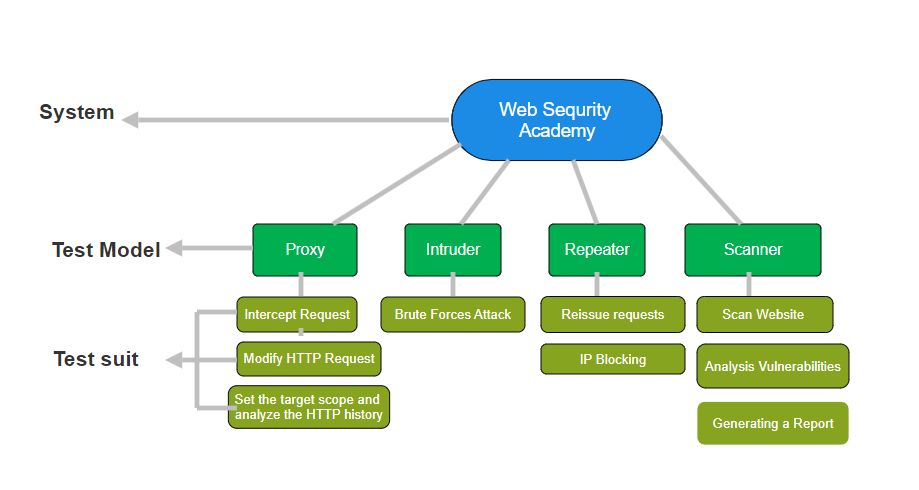 Web Sequrity
Academy
System
Test Model
Proxy
Intruder
Repeater
Scanner
Test suit
Intercept Request
Brute Forces Attack
Reissue requests
Scan Website
Modify HTTP Request
IP Blocking
Analysis Vulnerabilities
Set the target scope and
analyze the HTTP history
Generating a Report